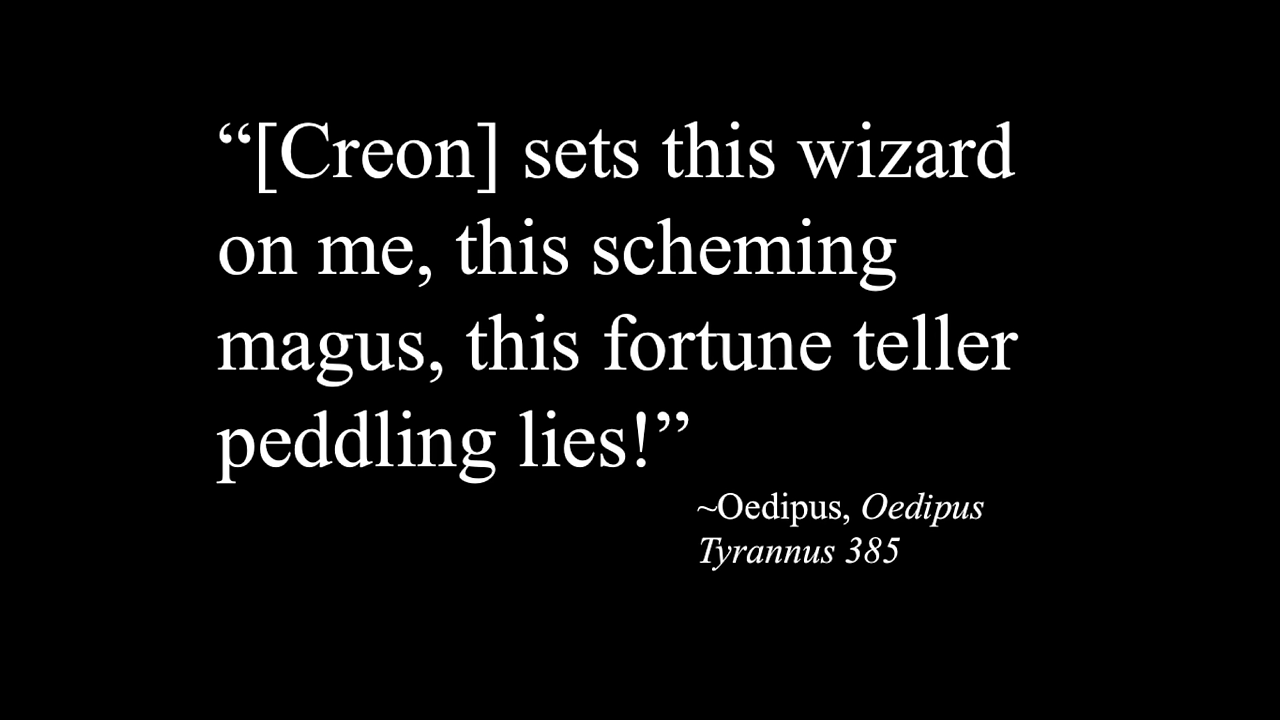 “[Creon] sets this wizard
on me, this scheming
magus, this fortune teller
peddling lies!”
~Oedipus, Oedipus
Tyrannus 385